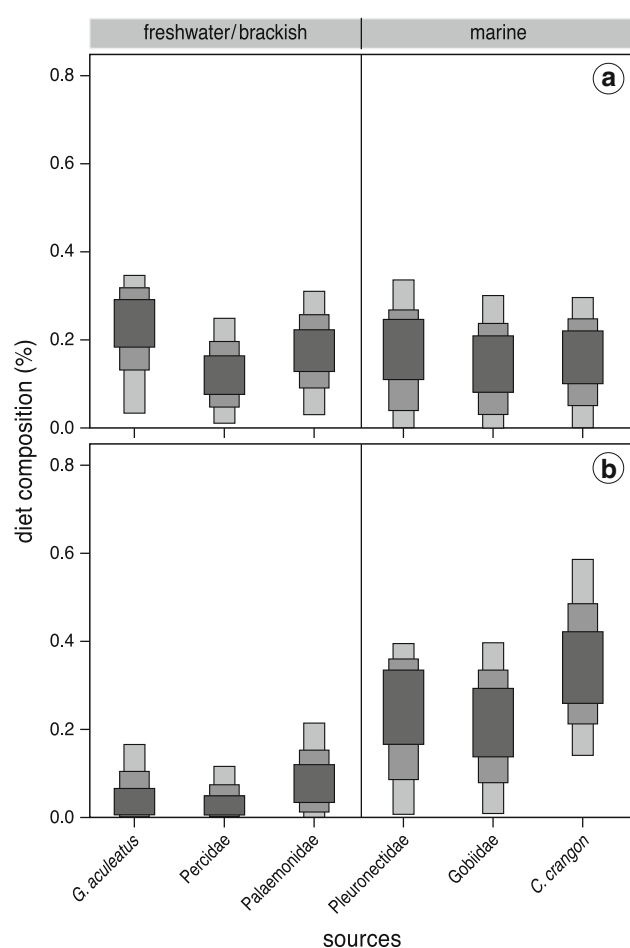 freshwater/brackish marine
a
0.8
0.6
0.4
0.2
0.0
b
0.8
0.6
0.4
0.2
0.0
diet composition (%)
G. aculeatus Percidae Palaemonidae Pleuronectidae Gobiidae C. crangon
sources